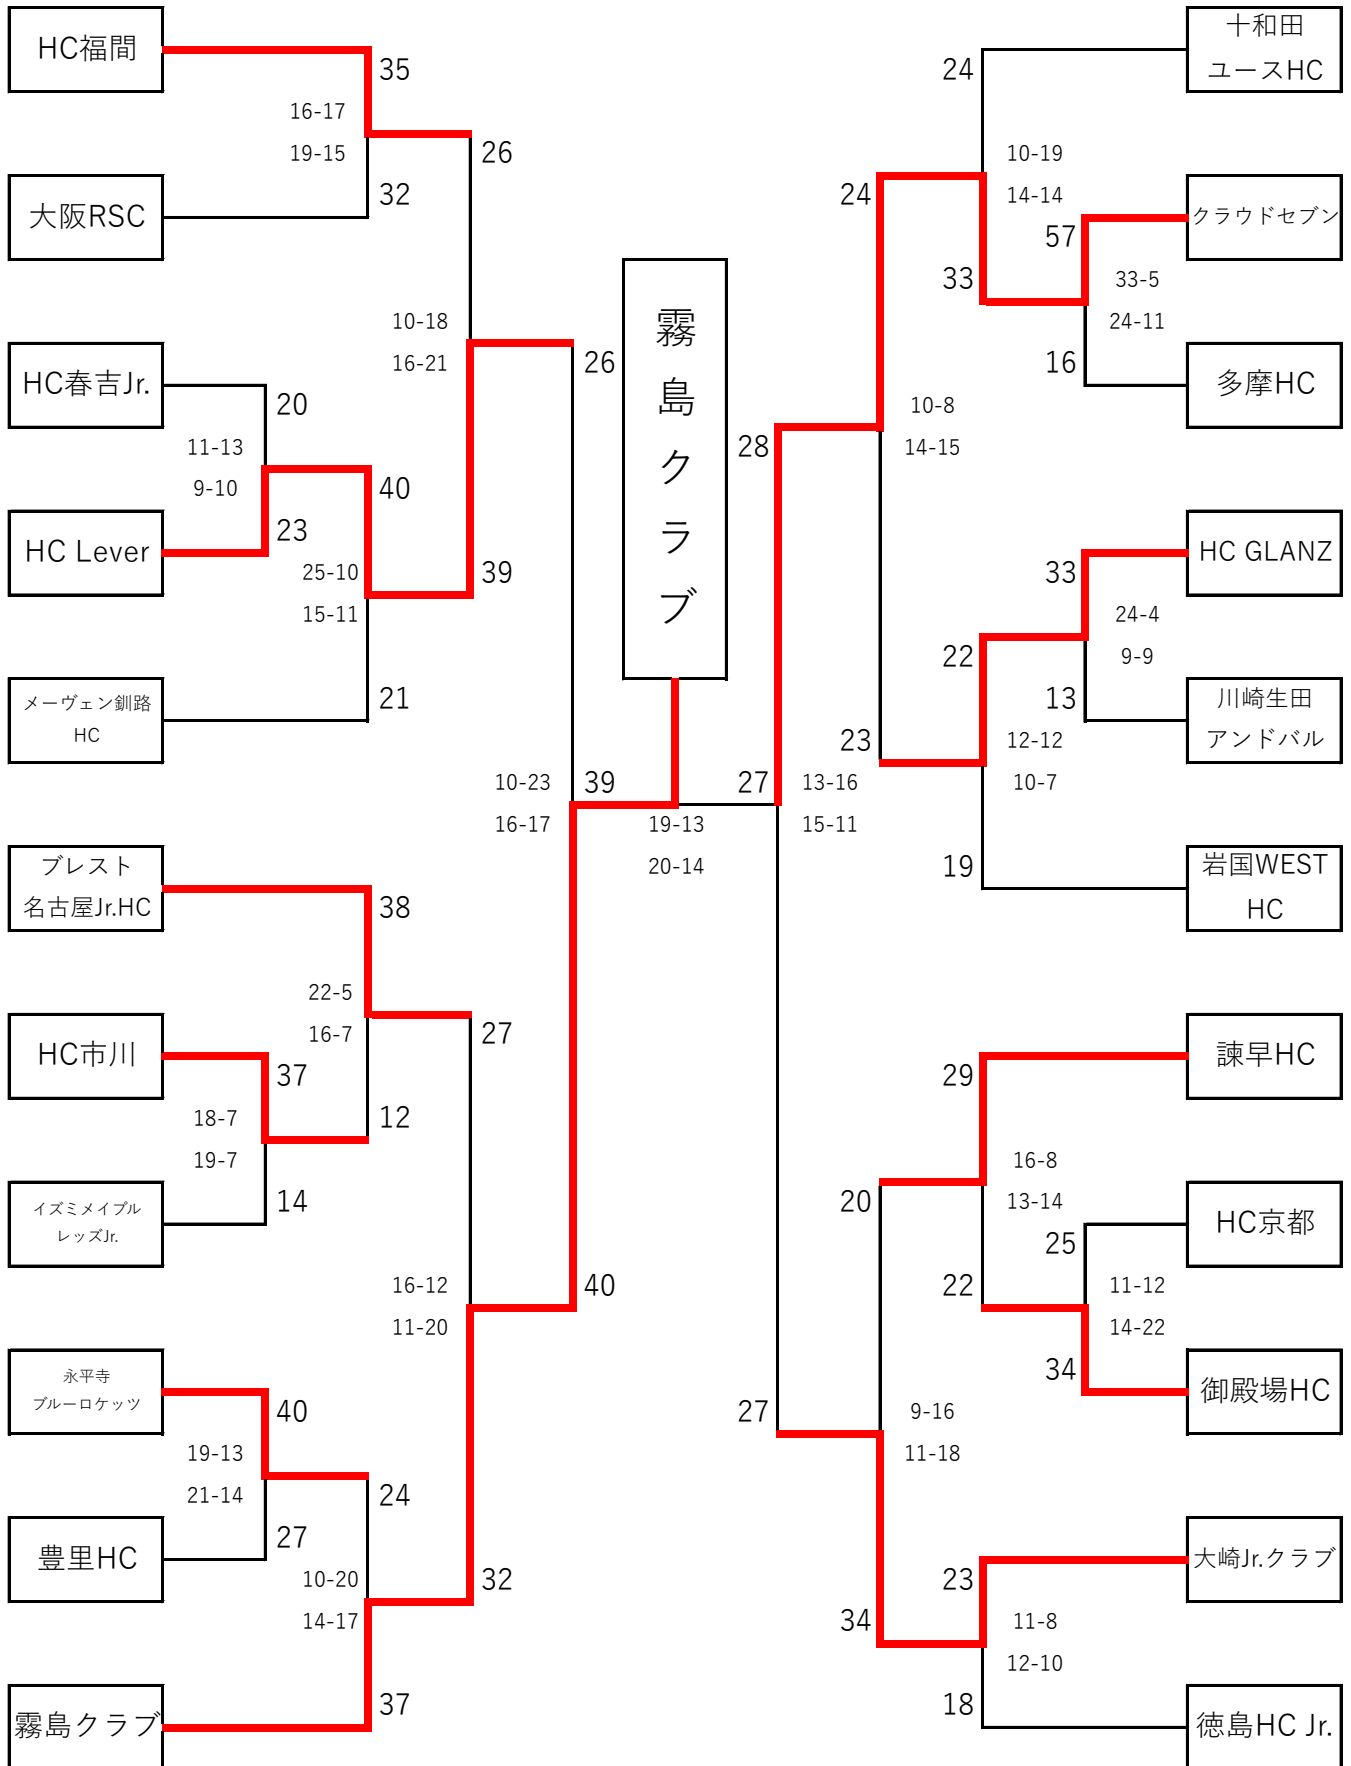 HC福間
35
16-17
19-15
26
大阪RSC
32
HC春吉Jr.
20
11-13
9-10
10-18
16-21
26
HC Lever
23
40
25-10
15-11
39
メーヴェン釧路
HC
21
10-23
16-17
39
ブレスト
名古屋Jr.HC
38
22-5
16-7
27
HC市川
37
18-7
19-7
12
イズミメイプル
レッズJr.
14
16-12
11-20
40
永平寺
ブルーロケッツ
40
19-13
21-14
24
豊里HC
27
10-20
14-17
32
霧島クラブ
37
霧
島
ク
ラ
ブ
19-13
20-14
十和田
ユースHC
24
10-19
14-14
24
クラウドセブン
57
33
33-5
24-11
多摩HC
16
10-8
14-15
28
HC GLANZ
33
24-4
9-9
22
川崎生田
アンドバル
13
12-12
10-7
23
27
13-16
15-11
岩国WEST
HC
19
諫早HC
29
16-8
13-14
20
HC京都
25
11-12
14-22
22
御殿場HC
34
9-16
11-18
27
大崎Jr.クラブ
23
11-8
12-10
34
徳島HC Jr.
18